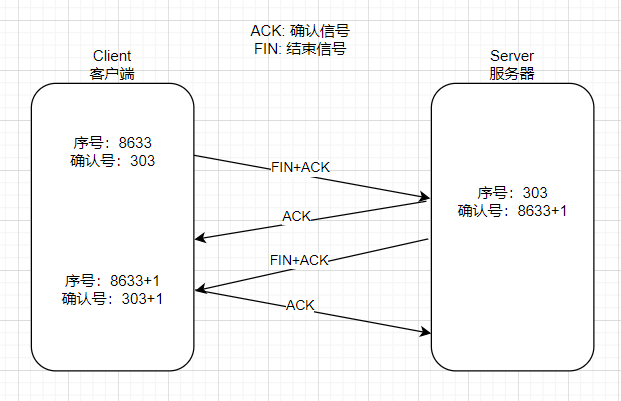 ACK: 确认信号
FIN: 结束信号
Client
客户端
Server
服务器
序号：8633
确认号：303
FIN+ACK
序号：303
确认号：8633+1
ACK
FIN+ACK
序号：8633+1
确认号：303+1
ACK